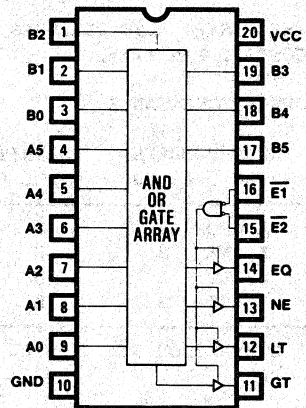 B2 1 20 VCC
B1 2 19 B3
B0 3 18 B4
A5 4 17 B5
A4 5 16 E1
A3 6 15 E2
A2 7 14 EQ
A1 8 13 NE
A0 9 12 LT
GND 10 11 GT
AND
OR
GATE
ARRAY